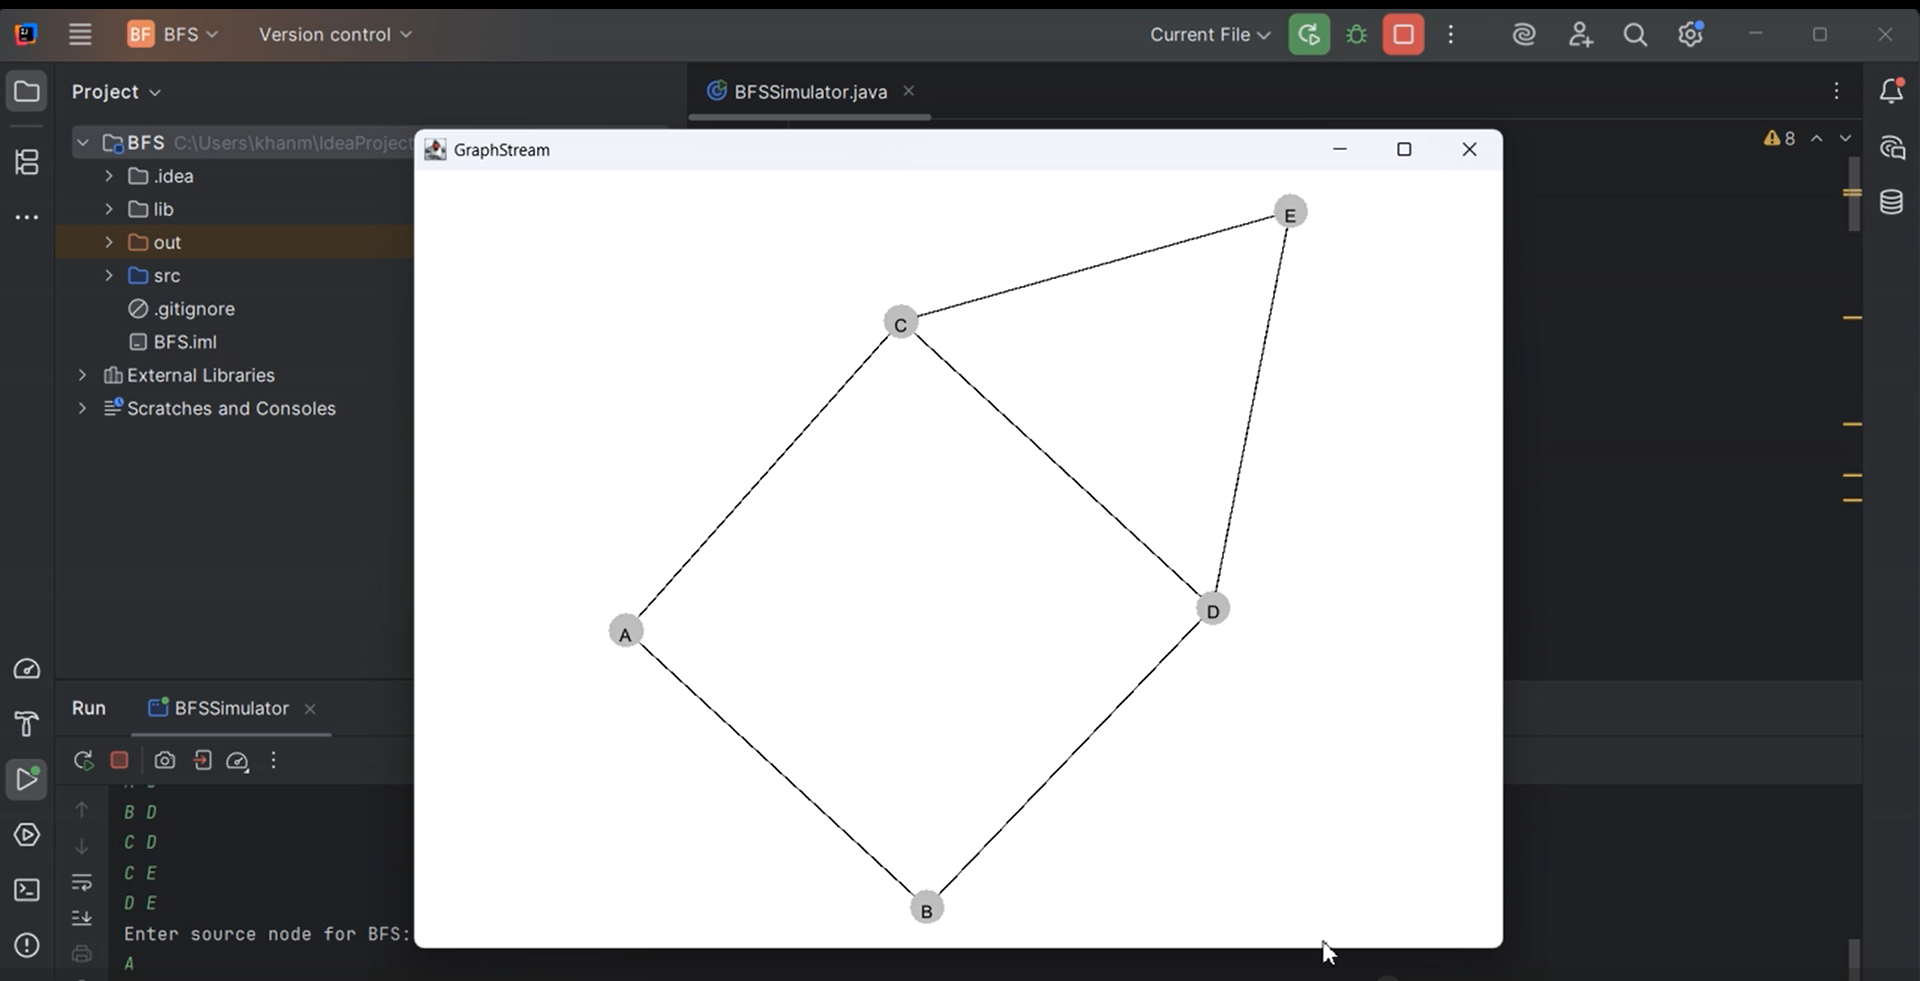 BF BFS Version control Current File
Project
BFSSimulator.java
BFS C:\Users\khanm\IdeaProject
8
GraphStream
.idea
lib
out
src
.gitignore
BFS.iml
External Libraries
Scratches and Consoles
E
C
A
D
B
Run BFSSimulator
B D
C D
C E
D E
Enter source node for BFS:
A